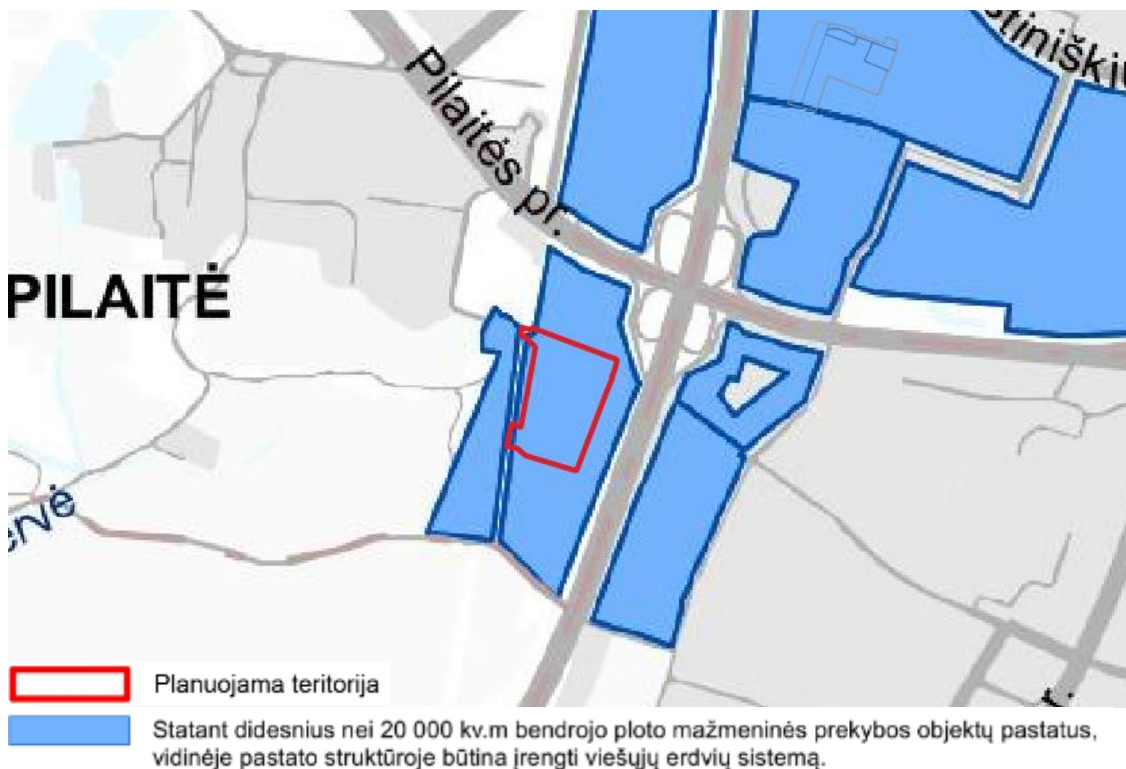 Pilaitės pr.
PILAITĖ
Planuojama teritorija
Statant didesnius nei 20 000 kv.m bendrojo ploto mažmeninės prekybos objektų pastatus,
vidinėje pastato struktūroje būtina įrengti viešųjų erdvių sistemą.